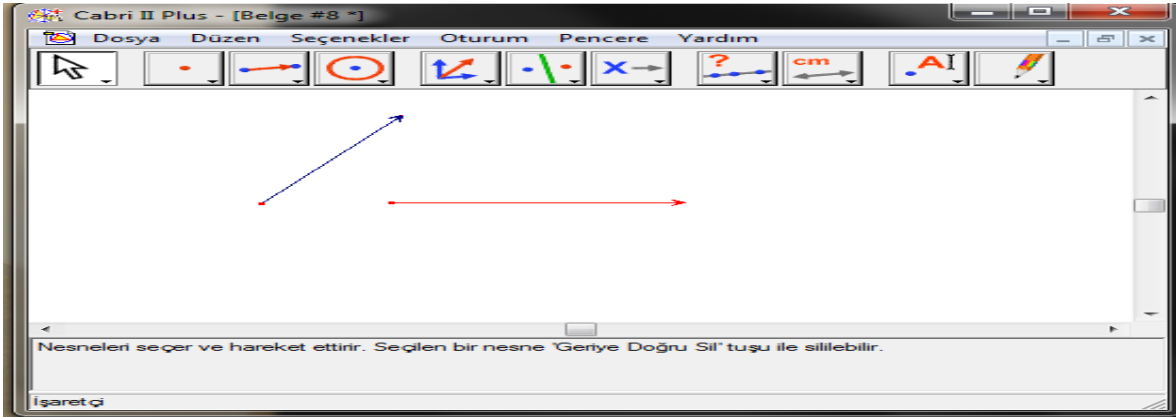 Cabri II Plus - [Belge #8 *]
Dosya Düzen Seçenekler Oturum Pencere Yardım
X ? cm A
Nesneleri seçer ve hareket ettirir. Seçilen bir nesne 'Geriye Doğru Sil' tuşu ile sililebilir.
İşaretçi